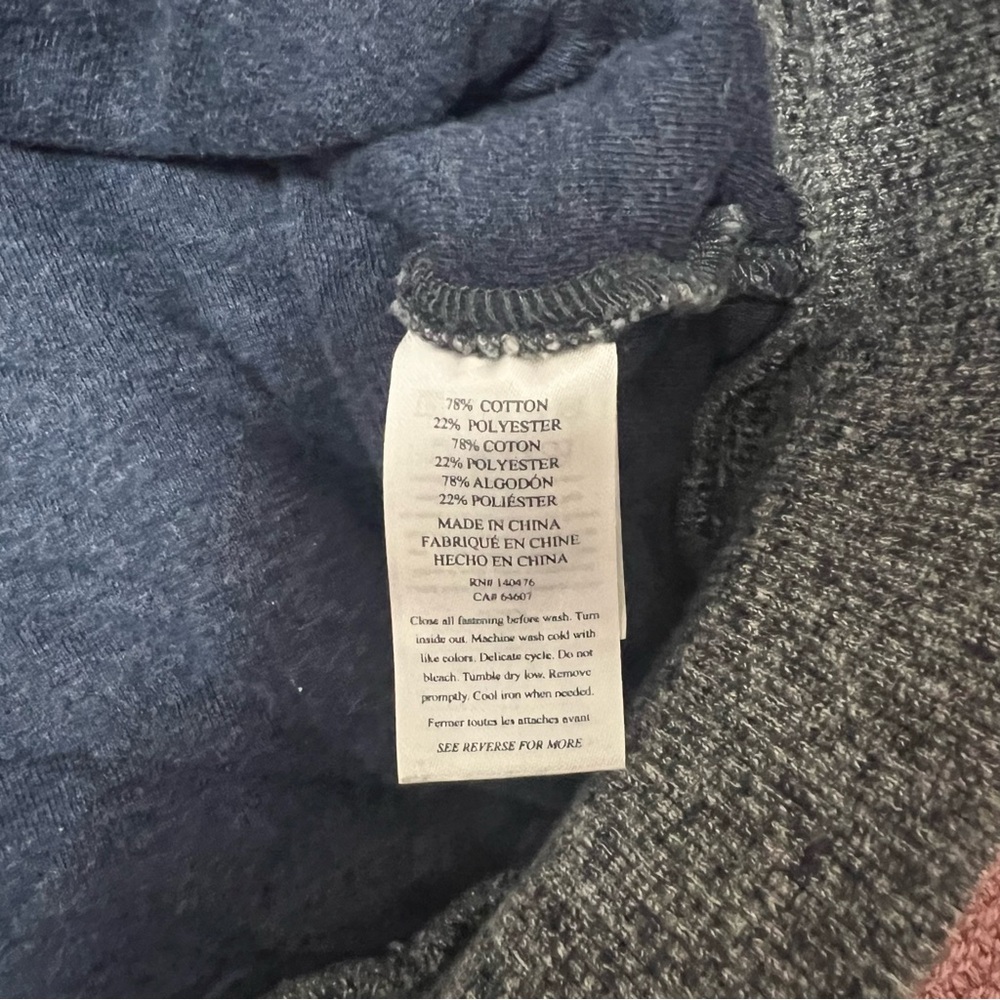 78% COTTON
22% POLYESTER
78% COTON
22% POLYESTER
78% ALGODÓN
22% POLIÉSTER
MADE IN CHINA
FABRIQUÉ EN CHINE
HECHO EN CHINA
RN# 140476
CA# 64607
Close all fastening before wash. Turn
inside out. Machine wash cold with
like colors. Delicate cycle. Do not
bleach. Tumble dry low. Remove
promptly. Cool iron when needed.
Fermer toutes les attaches avant
SEE REVERSE FOR MORE